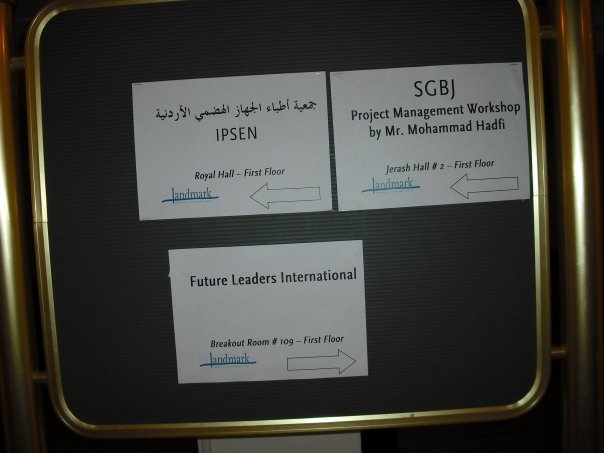 جمعية أطباء الجهاز الهضمي الأردنية
IPSEN
Royal Hall – First Floor
landmark
SGBJ
Project Management Workshop
by Mr. Mohammad Hadfi
Jerash Hall # 2 – First Floor
landmark
Future Leaders International
Breakout Room # 109 – First Floor
landmark